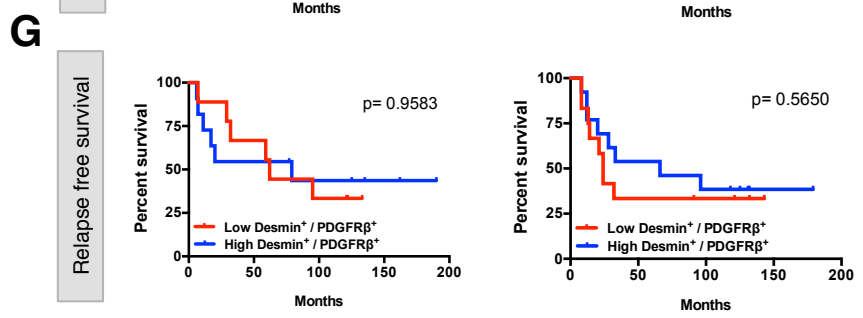 Months
Months
G
Relapse free survival
Percent survival
100
75
50
25
0
p= 0.9583
Low Desmin⁺ / PDGFRβ⁺
High Desmin⁺ / PDGFRβ⁺
0 50 100 150 200
Months
Percent survival
100
75
50
25
0
p= 0.5650
Low Desmin⁺ / PDGFRβ⁺
High Desmin⁺ / PDGFRβ⁺
0 50 100 150 200
Months